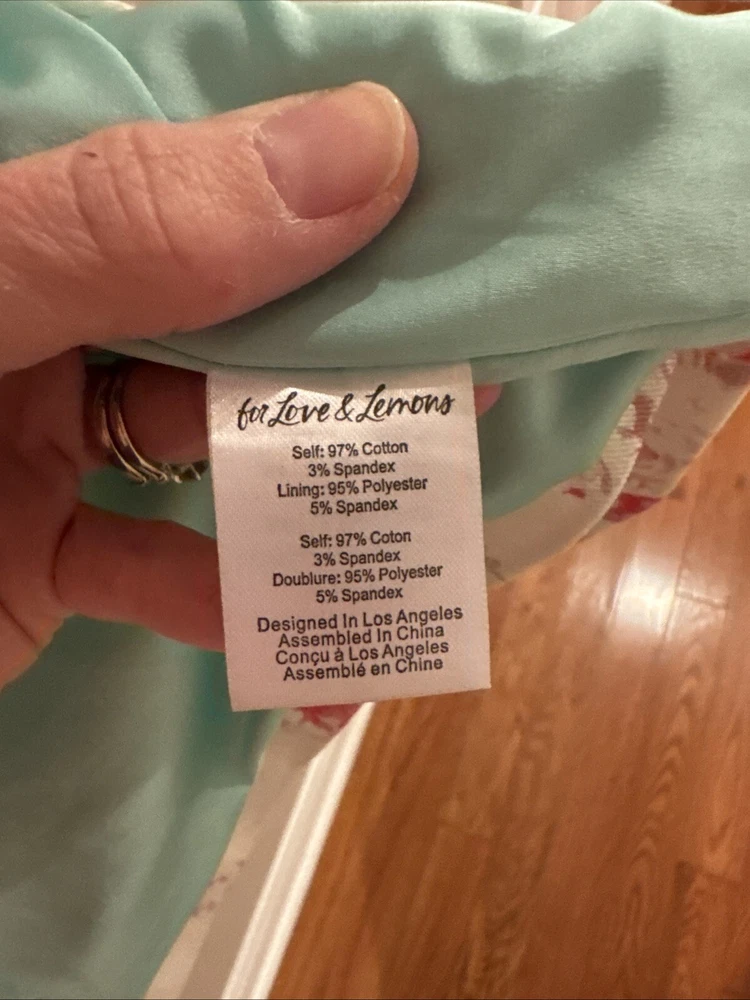 for Love & Lemons
Self: 97% Cotton
3% Spandex
Lining: 95% Polyester
5% Spandex
Self: 97% Coton
3% Spandex
Doublure: 95% Polyester
5% Spandex
Designed In Los Angeles
Assembled In China
Conçu à Los Angeles
Assemblé en Chine